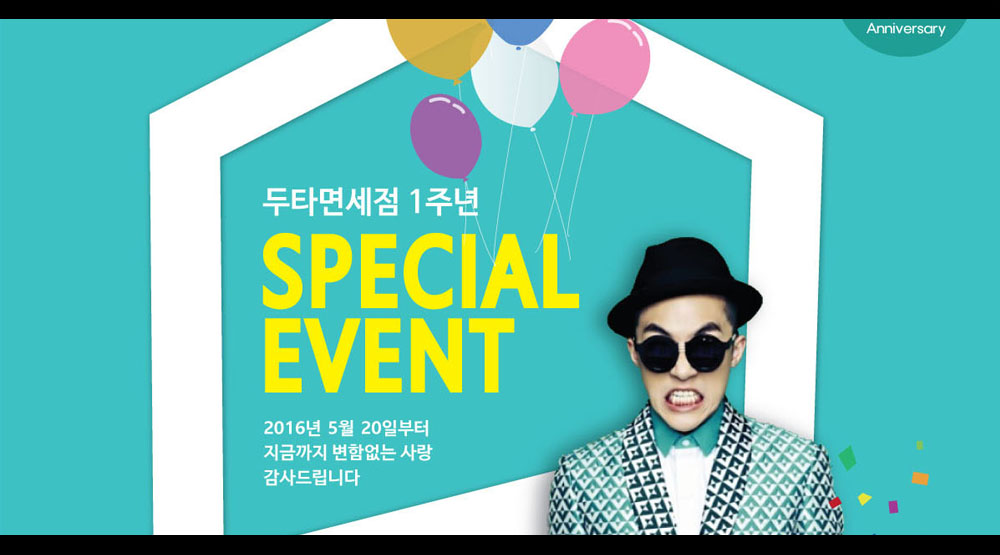 Anniversary
두타면세점 1주년
SPECIAL
EVENT
2016년 5월 20일부터
지금까지 변함없는 사랑
감사드립니다